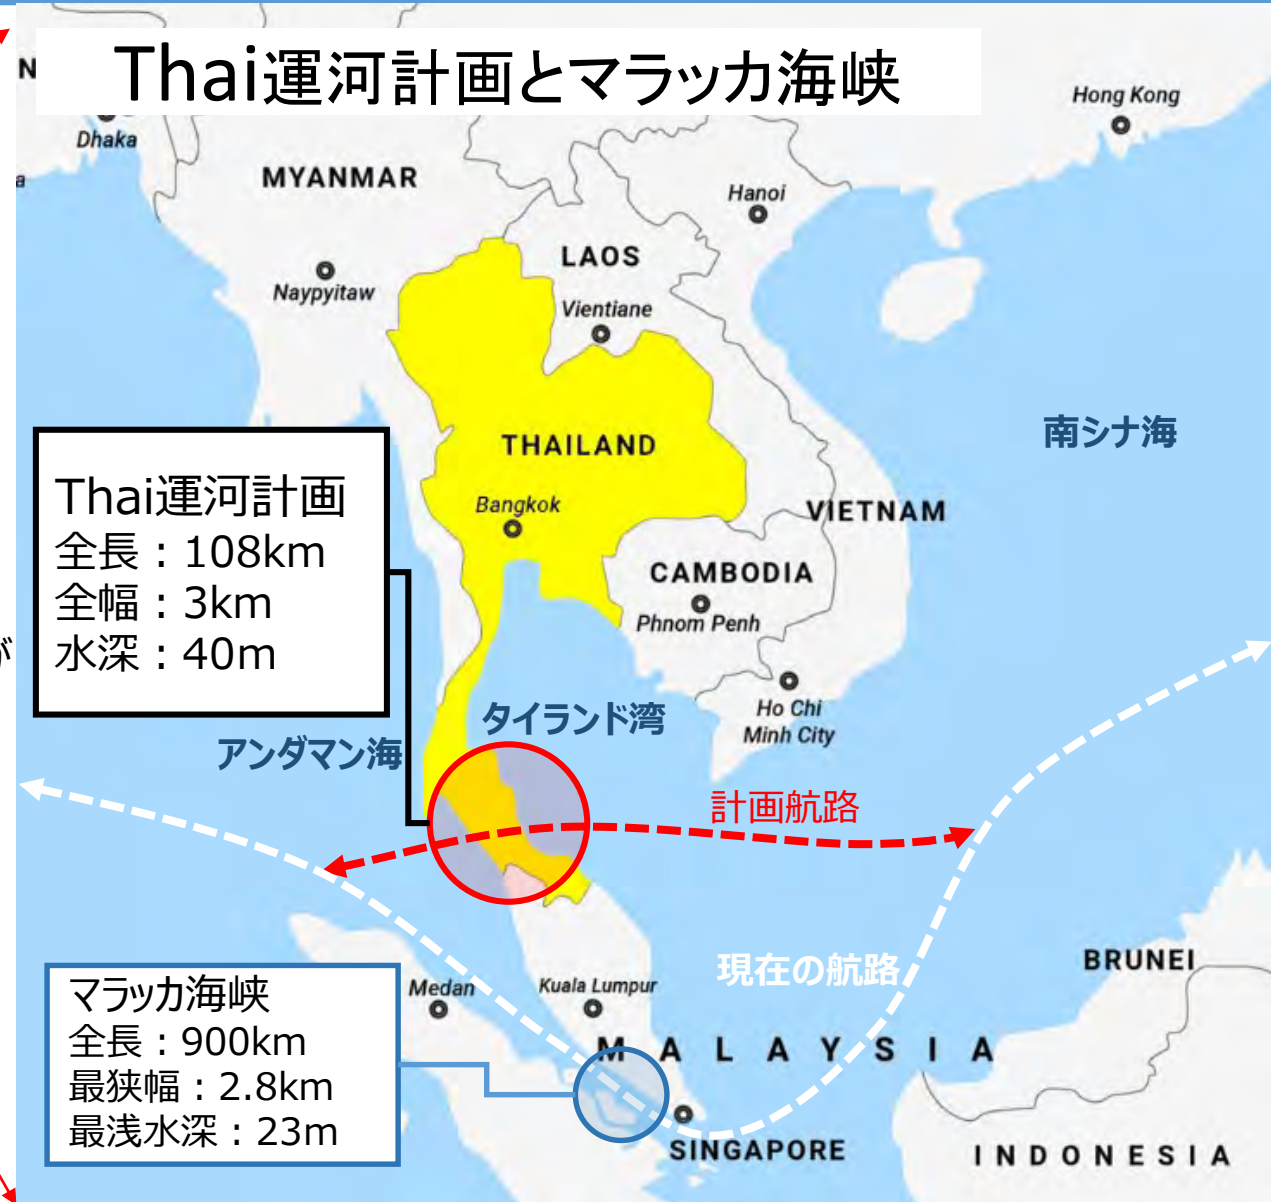 Thai運河計画とマラッカ海峡
N
Hong Kong
Dhaka
a
MYANMAR
Hanoi
LAOS
Naypyitaw
Vientiane
南シナ海
THAILAND
Thai運河計画
全長：108km
全幅：3km
水深：40m
Bangkok
VIETNAM
CAMBODIA
Phnom Penh
が
Ho Chi
Minh City
タイランド湾
アンダマン海
計画航路
現在の航路
BRUNEI
マラッカ海峡
全長：900km
最狭幅：2.8km
最浅水深：23m
Medan
Kuala Lumpur
MALAYSIA
SINGAPORE
INDONESIA